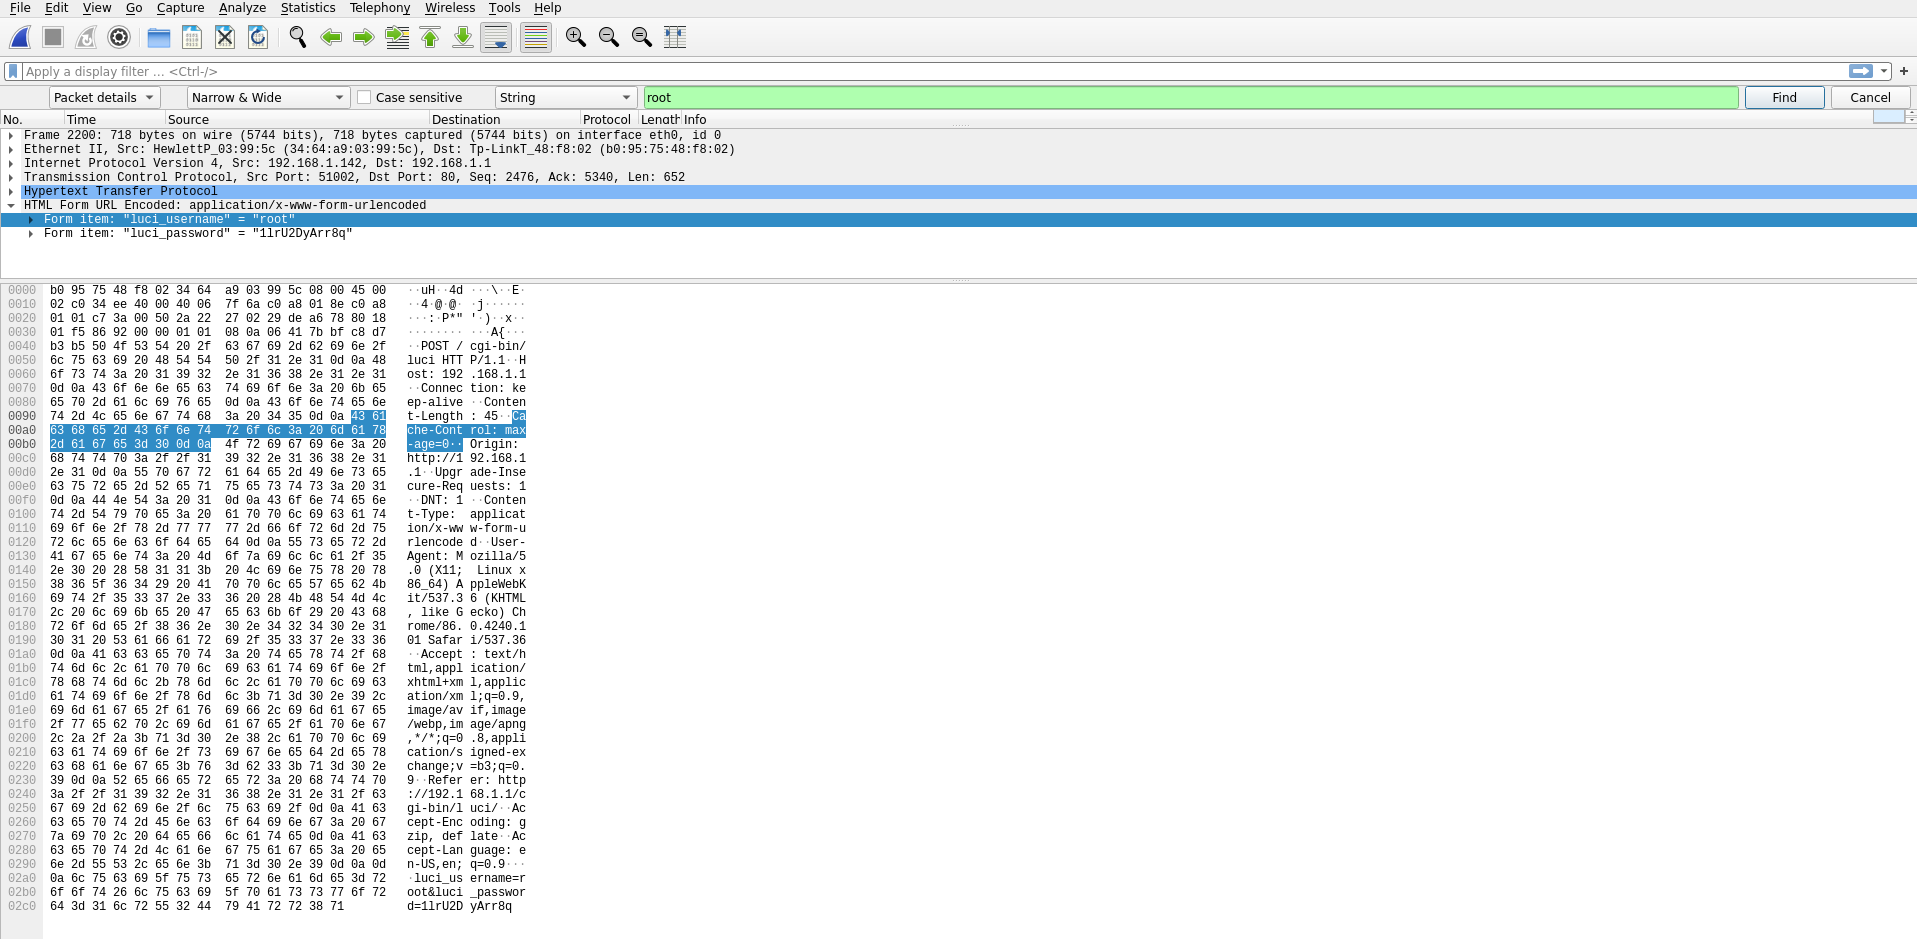 File Edit View Go Capture Analyze Statistics Telephony Wireless Tools Help
Apply a display filter ... <Ctrl-/>
Packet details Narrow & Wide Case sensitive String root Find Cancel
No. Time Source Destination Protocol Length Info
Frame 2200: 718 bytes on wire (5744 bits), 718 bytes captured (5744 bits) on interface eth0, id 0
Ethernet II, Src: HewlettP_03:99:5c (34:64:a9:03:99:5c), Dst: Tp-LinkT_48:f8:02 (b0:95:75:48:f8:02)
Internet Protocol Version 4, Src: 192.168.1.142, Dst: 192.168.1.1
Transmission Control Protocol, Src Port: 51002, Dst Port: 80, Seq: 2476, Ack: 5340, Len: 652
Hypertext Transfer Protocol
HTML Form URL Encoded: application/x-www-form-urlencoded
Form item: "luci_username" = "root"
Form item: "luci_password" = "1lrU2DyArr8q"
0000 b0 95 75 48 f8 02 34 64 a9 03 99 5c 08 00 45 00 ··uH··4d ···\··E·
0010 02 c0 34 ee 40 00 40 06 7f 6a c0 a8 01 8e c0 a8 ··4·@·@· ·j······
0020 01 01 c7 3a 00 50 2a 22 27 02 29 de a6 78 80 18 ···:·P*" '·)··x··
0030 01 f5 86 92 00 00 01 01 08 0a 06 41 7b bf c8 d7 ········ ···A{···
0040 b3 b5 50 4f 53 54 20 2f 63 67 69 2d 62 69 6e 2f ··POST / cgi-bin/
0050 6c 75 63 69 20 48 54 54 50 2f 31 2e 31 0d 0a 48 luci HTT P/1.1··H
0060 6f 73 74 3a 20 31 39 32 2e 31 36 38 2e 31 2e 31 ost: 192 .168.1.1
0070 0d 0a 43 6f 6e 6e 65 63 74 69 6f 6e 3a 20 6b 65 ··Connec tion: ke
0080 65 70 2d 61 6c 69 76 65 0d 0a 43 6f 6e 74 65 6e ep-alive ··Conten
0090 74 2d 4c 65 6e 67 74 68 3a 20 34 35 0d 0a 43 61 t-Length : 45··Ca
00a0 63 68 65 2d 43 6f 6e 74 72 6f 6c 3a 20 6d 61 78 che-Cont rol: max
00b0 2d 61 67 65 3d 30 0d 0a 4f 72 69 67 69 6e 3a 20 -age=0·· Origin: 
00c0 68 74 74 70 3a 2f 2f 31 39 32 2e 31 36 38 2e 31 http://1 92.168.1
00d0 2e 31 0d 0a 55 70 67 72 61 64 65 2d 49 6e 73 65 .1··Upgr ade-Inse
00e0 63 75 72 65 2d 52 65 71 75 65 73 74 73 3a 20 31 cure-Req uests: 1
00f0 0d 0a 44 4e 54 3a 20 31 0d 0a 43 6f 6e 74 65 6e ··DNT: 1 ··Conten
0100 74 2d 54 79 70 65 3a 20 61 70 70 6c 69 63 61 74 t-Type: applicat
0110 69 6f 6e 2f 78 2d 77 77 77 2d 66 6f 72 6d 2d 75 ion/x-ww w-form-u
0120 72 6c 65 6e 63 6f 64 65 64 0d 0a 55 73 65 72 2d rlencode d··User-
0130 41 67 65 6e 74 3a 20 4d 6f 7a 69 6c 6c 61 2f 35 Agent: M ozilla/5
0140 2e 30 20 28 58 31 31 3b 20 4c 69 6e 75 78 20 78 .0 (X11; Linux x
0150 38 36 5f 36 34 29 20 41 70 70 6c 65 57 65 62 4b 86_64) A ppleWebK
0160 69 74 2f 35 33 37 2e 33 36 20 28 4b 48 54 4d 4c it/537.3 6 (KHTML
0170 2c 20 6c 69 6b 65 20 47 65 63 6b 6f 29 20 43 68 , like G ecko) Ch
0180 72 6f 6d 65 2f 38 36 2e 30 2e 34 32 34 30 2e 31 rome/86. 0.4240.1
0190 30 31 20 53 61 66 61 72 69 2f 35 33 37 2e 33 36 01 Safar i/537.36
01a0 0d 0a 41 63 63 65 70 74 3a 20 74 65 78 74 2f 68 ··Accept : text/h
01b0 74 6d 6c 2c 61 70 70 6c 69 63 61 74 69 6f 6e 2f tml,appl ication/
01c0 78 68 74 6d 6c 2b 78 6d 6c 2c 61 70 70 6c 69 63 xhtml+xm l,applic
01d0 61 74 69 6f 6e 2f 78 6d 6c 3b 71 3d 30 2e 39 2c ation/xm l;q=0.9,
01e0 69 6d 61 67 65 2f 61 76 69 66 2c 69 6d 61 67 65 image/av if,image
01f0 2f 77 65 62 70 2c 69 6d 61 67 65 2f 61 70 6e 67 /webp,im age/apng
0200 2c 2a 2f 2a 3b 71 3d 30 2e 38 2c 61 70 70 6c 69 ,*/*;q=0 .8,appli
0210 63 61 74 69 6f 6e 2f 73 69 67 6e 65 64 2d 65 78 cation/s igned-ex
0220 63 68 61 6e 67 65 3b 76 3d 62 33 3b 71 3d 30 2e change;v =b3;q=0.
0230 39 0d 0a 52 65 66 65 72 65 72 3a 20 68 74 74 70 9··Refer er: http
0240 3a 2f 2f 31 39 32 2e 31 36 38 2e 31 2e 31 2f 63 ://192.1 68.1.1/c
0250 67 69 2d 62 69 6e 2f 6c 75 63 69 2f 0d 0a 41 63 gi-bin/l uci/··Ac
0260 63 65 70 74 2d 45 6e 63 6f 64 69 6e 67 3a 20 67 cept-Enc oding: g
0270 7a 69 70 2c 20 64 65 66 6c 61 74 65 0d 0a 41 63 zip, def late··Ac
0280 63 65 70 74 2d 4c 61 6e 67 75 61 67 65 3a 20 65 cept-Lan guage: e
0290 6e 2d 55 53 2c 65 6e 3b 71 3d 30 2e 39 0d 0a 0d n-US,en; q=0.9···
02a0 0a 6c 75 63 69 5f 75 73 65 72 6e 61 6d 65 3d 72 ·luci_us ername=r
02b0 6f 6f 74 26 6c 75 63 69 5f 70 61 73 73 77 6f 72 oot&luci _passwor
02c0 64 3d 31 6c 72 55 32 44 79 41 72 72 38 71 d=1lrU2D yArr8q